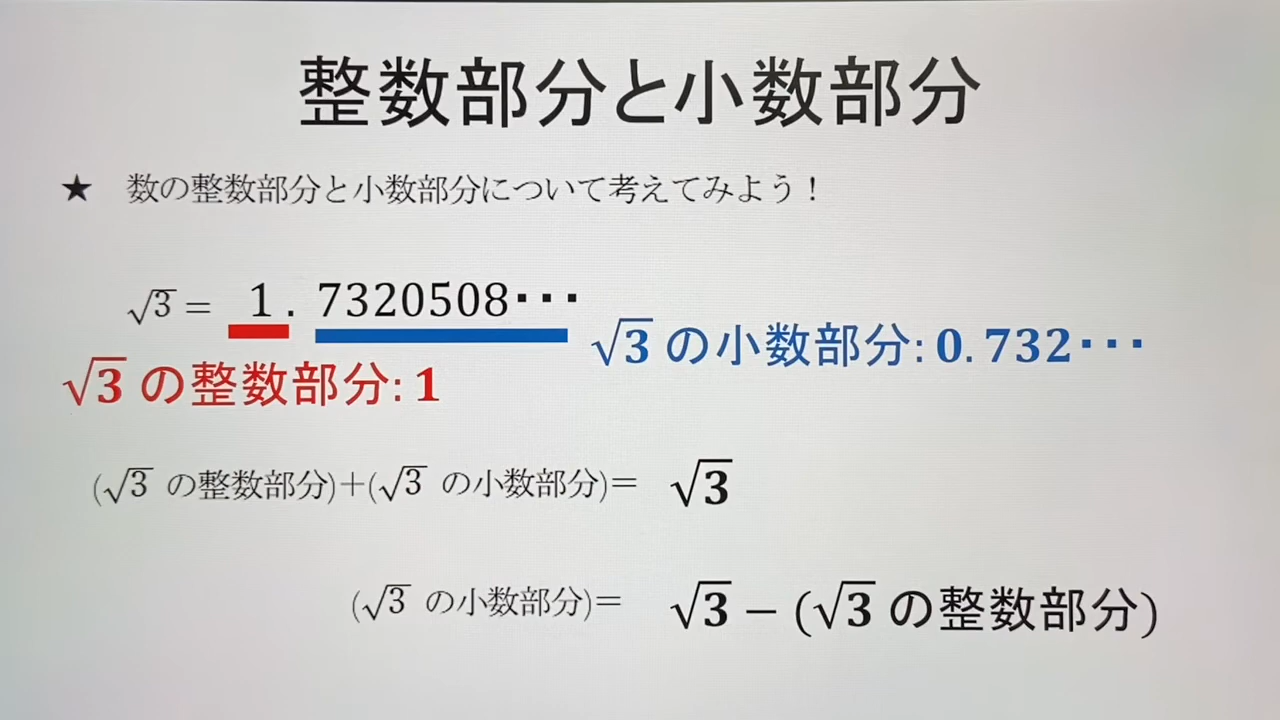 整数部分と小数部分
★ 数の整数部分と小数部分について考えてみよう！
√3 = 1.7320508･･･
√3 の小数部分:0.732･･･
√3 の整数部分:1
(√3 の整数部分)+(√3 の小数部分)= √3
(√3 の小数部分)= √3 − (√3 の整数部分)